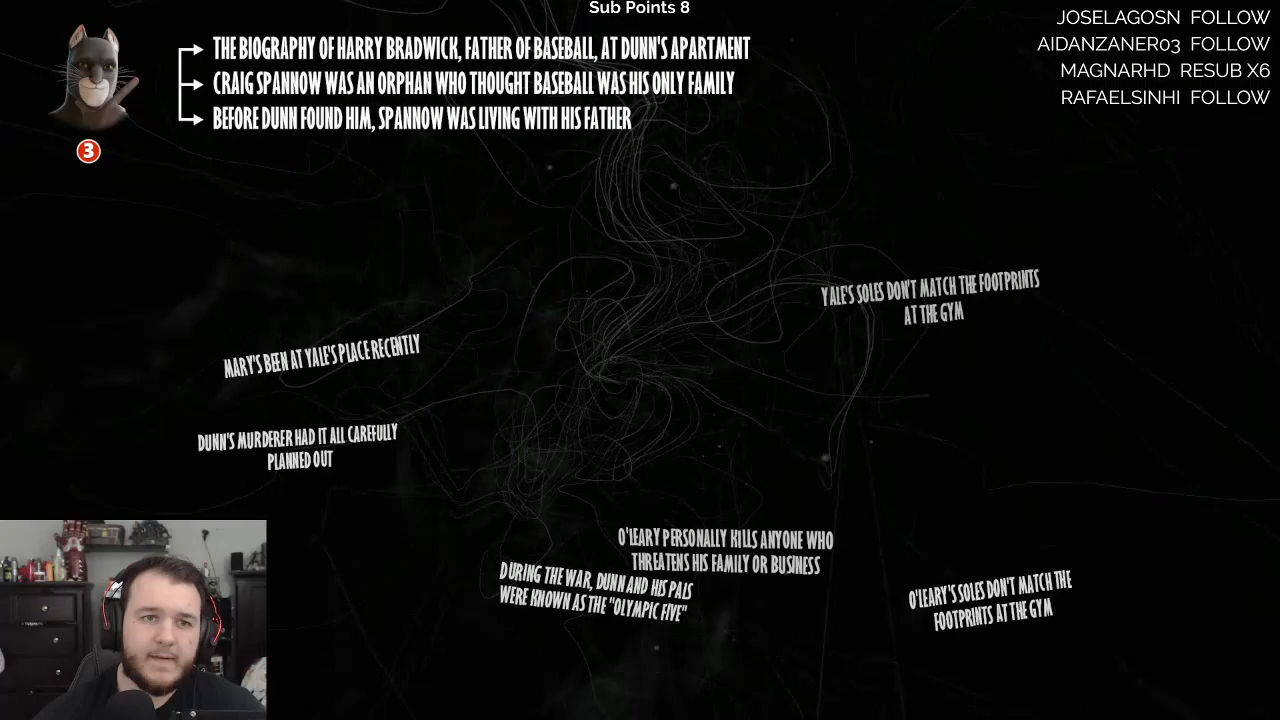 Sub Points 8
JOSELAGOSN FOLLOW
AIDANZANER03 FOLLOW
MAGNARHD RESUB X6
RAFAELSINHI FOLLOW
THE BIOGRAPHY OF HARRY BRADWICK, FATHER OF BASEBALL, AT DUNN'S APARTMENT
CRAIG SPANNOW WAS AN ORPHAN WHO THOUGHT BASEBALL WAS HIS ONLY FAMILY
BEFORE DUNN FOUND HIM, SPANNOW WAS LIVING WITH HIS FATHER
3
YALE'S SOLES DON'T MATCH THE FOOTPRINTS
AT THE GYM
MARY'S BEEN AT YALE'S PLACE RECENTLY
DUNN'S MURDERER HAD IT ALL CAREFULLY
PLANNED OUT
O'LEARY PERSONALLY KILLS ANYONE WHO
THREATENS HIS FAMILY OR BUSINESS
DURING THE WAR, DUNN AND HIS PALS
WERE KNOWN AS THE "OLYMPIC FIVE"
O'LEARY'S SOLES DON'T MATCH THE
FOOTPRINTS AT THE GYM